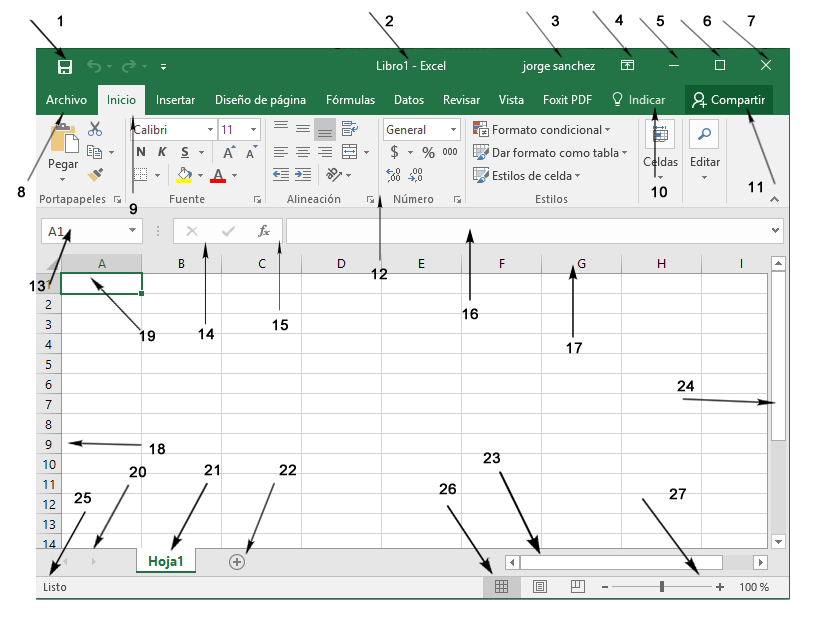 1 2 3 4 5 6 7
Libro1 - Excel jorge sanchez
Archivo Inicio Insertar Diseño de página Fórmulas Datos Revisar Vista Foxit PDF Indicar Compartir
Calibri 11 General Formato condicional
Pegar N K S A A $ % 000 Dar formato como tabla Celdas Editar
A ,00 Estilos de celda
8 10 11
Portapapeles Fuente Alineación Número Estilos
9
A1 fx
12
A B C D E F G H I
13 1
2
16
3 14 15
19
4 17
5
6 24
7
8
9 18
10 23
20 21 22
11
25 26 27
12
13
14
Hoja1
Listo 100 %